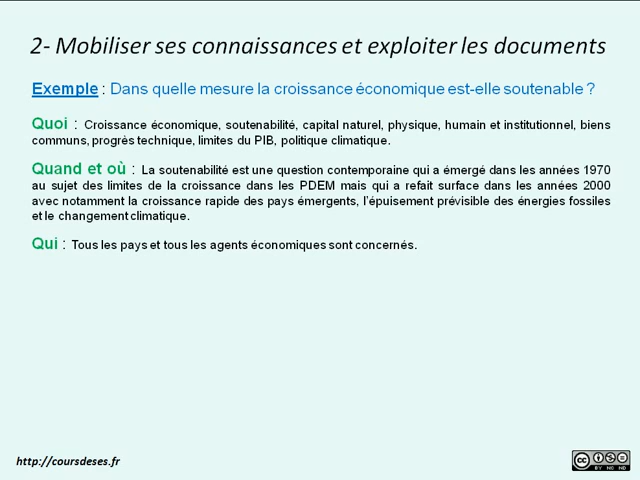 2- Mobiliser ses connaissances et exploiter les documents
Exemple : Dans quelle mesure la croissance économique est-elle soutenable ?
Quoi : Croissance économique, soutenabilité, capital naturel, physique, humain et institutionnel, biens
communs, progrès technique, limites du PIB, politique climatique.
Quand et où : La soutenabilité est une question contemporaine qui a émergé dans les années 1970
au sujet des limites de la croissance dans les PDEM mais qui a refait surface dans les années 2000
avec notamment la croissance rapide des pays émergents, l'épuisement prévisible des énergies fossiles
et le changement climatique.
Qui : Tous les pays et tous les agents économiques sont concernés.
http://coursdeses.fr
cc
BY NC ND